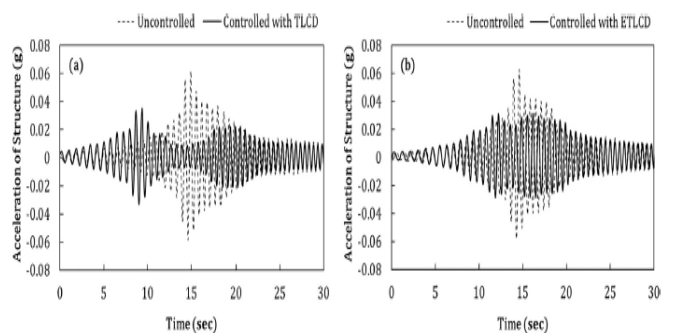 Uncontrolled Controlled with TLCD
(a)
Acceleration of Structure (g)
0.08
0.06
0.04
0.02
0
-0.02
-0.04
-0.06
-0.08
0 5 10 15 20 25 30
Time (sec)
Uncontrolled Controlled with ETLCD
(b)
Acceleration of Structure (g)
0.08
0.06
0.04
0.02
0
-0.02
-0.04
-0.06
-0.08
0 5 10 15 20 25 30
Time (sec)